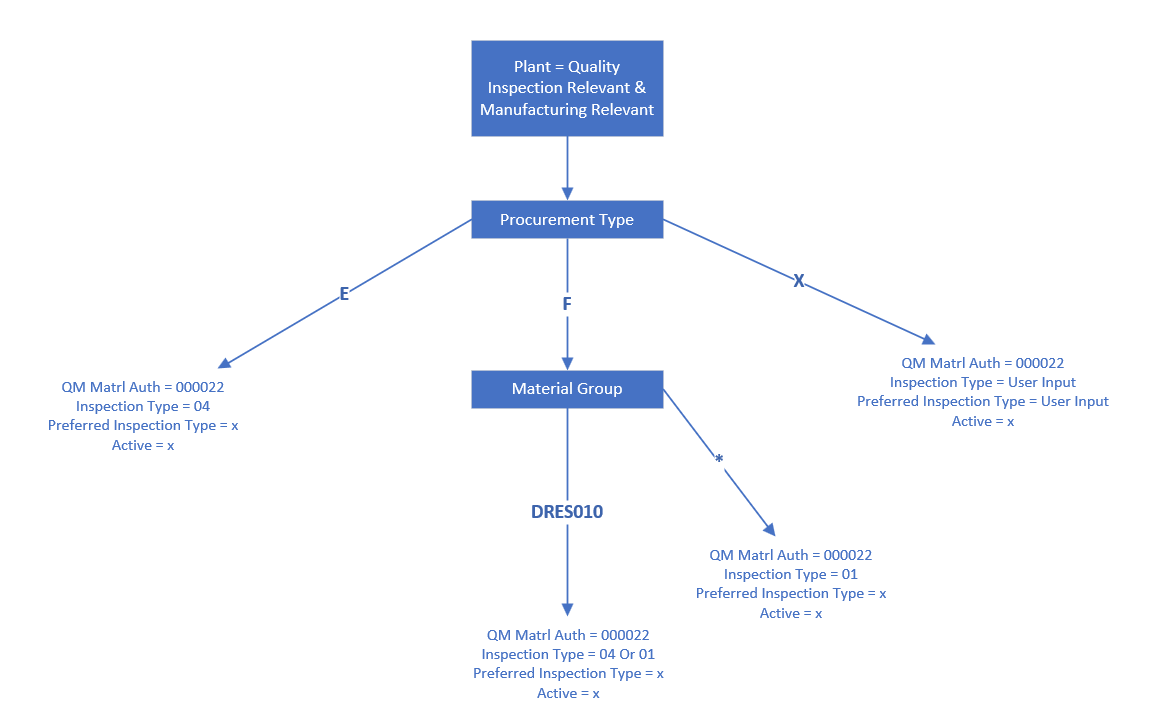 Plant = Quality
Inspection Relevant &
Manufacturing Relevant
Procurement Type
E
F
X
QM Matrl Auth = 000022
Inspection Type = 04
Preferred Inspection Type = x
Active = x
Material Group
QM Matrl Auth = 000022
Inspection Type = User Input
Preferred Inspection Type = User Input
Active = x
*
DRES010
QM Matrl Auth = 000022
Inspection Type = 01
Preferred Inspection Type = x
Active = x
QM Matrl Auth = 000022
Inspection Type = 04 Or 01
Preferred Inspection Type = x
Active = x